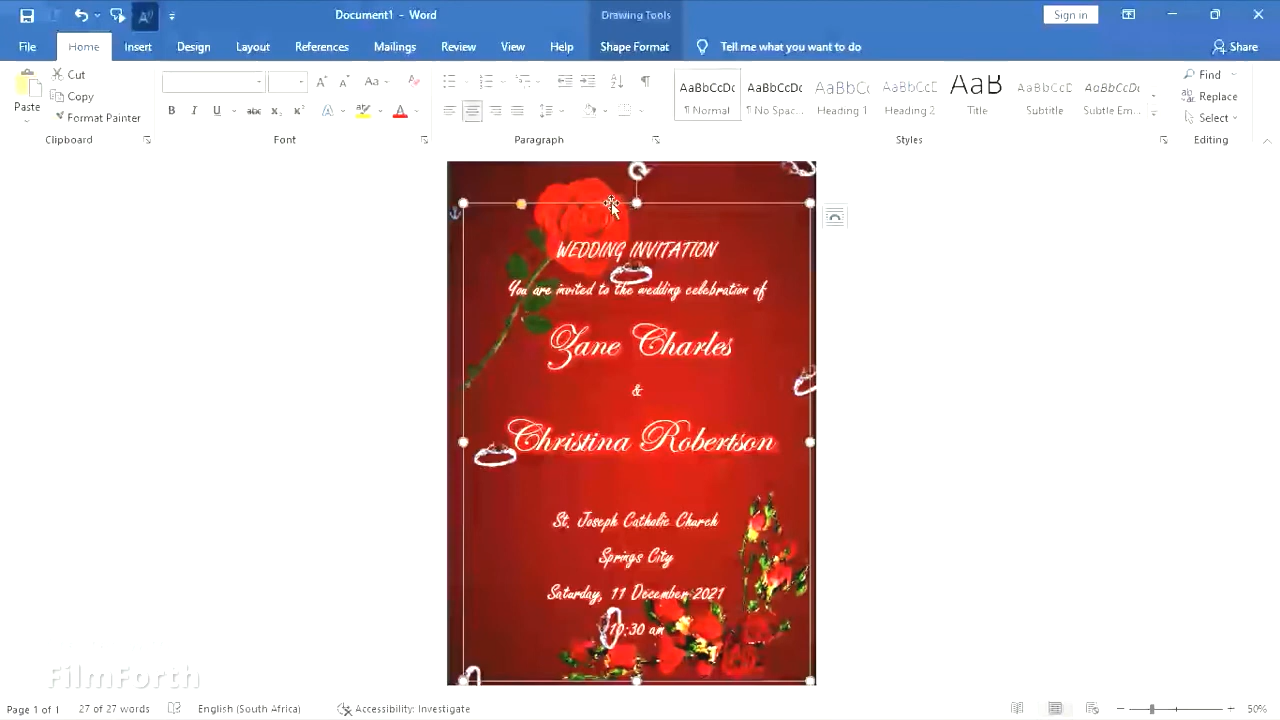 Document1 - Word
Drawing Tools
Sign in
File
Home
Insert
Design
Layout
References
Mailings
Review
View
Help
Shape Format
Tell me what you want to do
Share
Paste
Cut
Copy
Format Painter
Clipboard
Aa
B I U abc x₂ x²
A
Font
Paragraph
AaBbCcDc
¶ Normal
AaBbCcDc
¶ No Spac...
AaBbC(
Heading 1
AaBbCcC
Heading 2
AaB
Title
AaBbCcC
Subtitle
AaBbCcDc
Subtle Em...
Styles
Find
Replace
Select
Editing
WEDDING INVITATION
You are invited to the wedding celebration of
Zane Charles
&
Christina Robertson
St. Joseph Catholic Church
Springs City
Saturday, 11 December 2021
10:30 am
FilmForth
Page 1 of 1
27 of 27 words
English (South Africa)
Accessibility: Investigate
50%